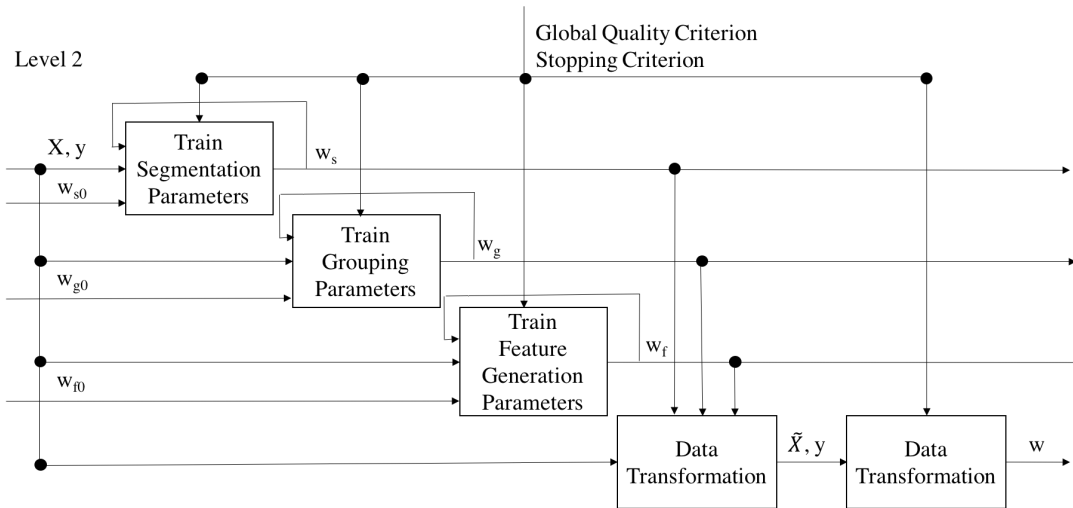 Global Quality Criterion
Stopping Criterion
Level 2
X, y
Train
Segmentation
Parameters
w_s
w_s0
Train
Grouping
Parameters
w_g
w_g0
Train
Feature
Generation
Parameters
w_f
w_f0
Data
Transformation
X̃, y
Data
Transformation
w